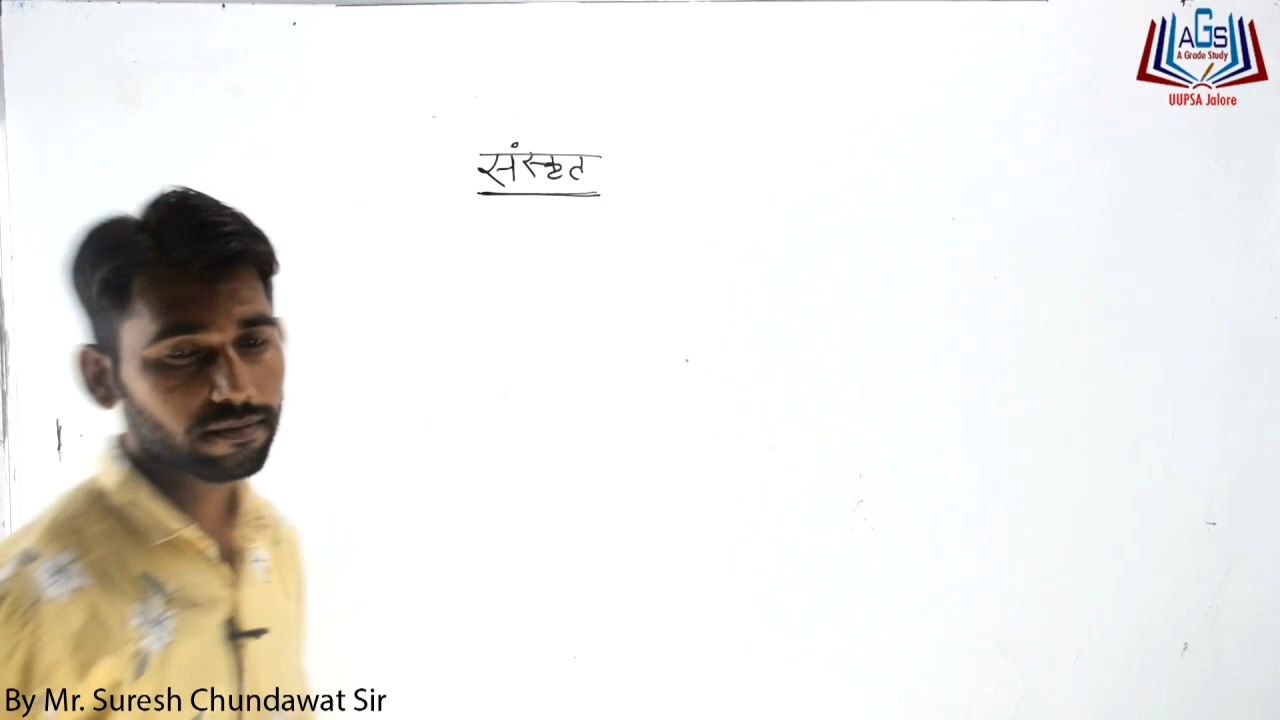 AGS
A Grade Study
UUPSA Jalore
संस्कृत
By Mr. Suresh Chundawat Sir